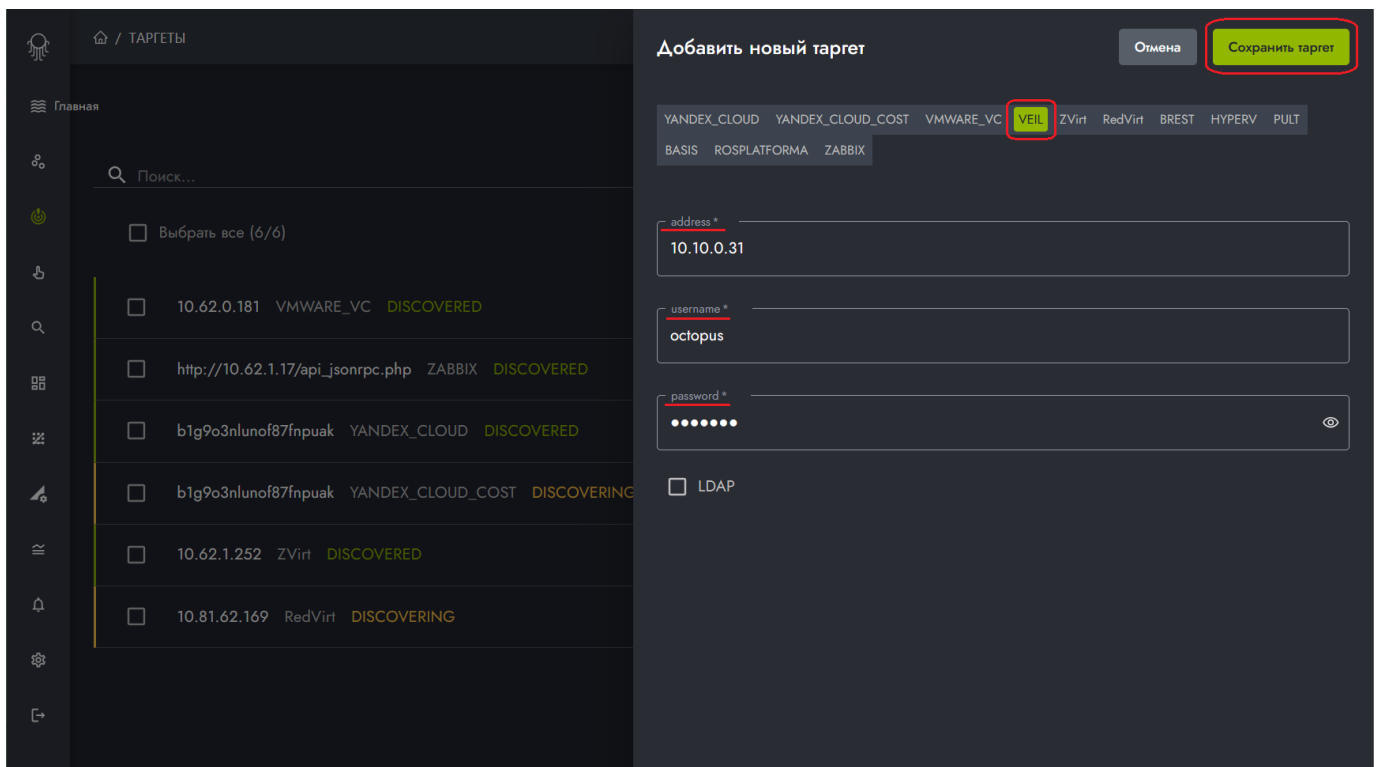 / ТАРГЕТЫ
Главная
Поиск...
Выбрать все (6/6)
10.62.0.181 VMWARE_VC DISCOVERED
http://10.62.1.17/api_jsonrpc.php ZABBIX DISCOVERED
b1g9o3nlunof87fnpuak YANDEX_CLOUD DISCOVERED
b1g9o3nlunof87fnpuak YANDEX_CLOUD_COST DISCOVERING
10.62.1.252 ZVirt DISCOVERED
10.81.62.169 RedVirt DISCOVERING
Добавить новый таргет
Отмена
Сохранить таргет
YANDEX_CLOUD YANDEX_CLOUD_COST VMWARE_VC VEIL ZVirt RedVirt BREST HYPERV PULT
BASIS ROSPLATFORMA ZABBIX
address *
10.10.0.31
username *
octopus
password *
•••••••
LDAP